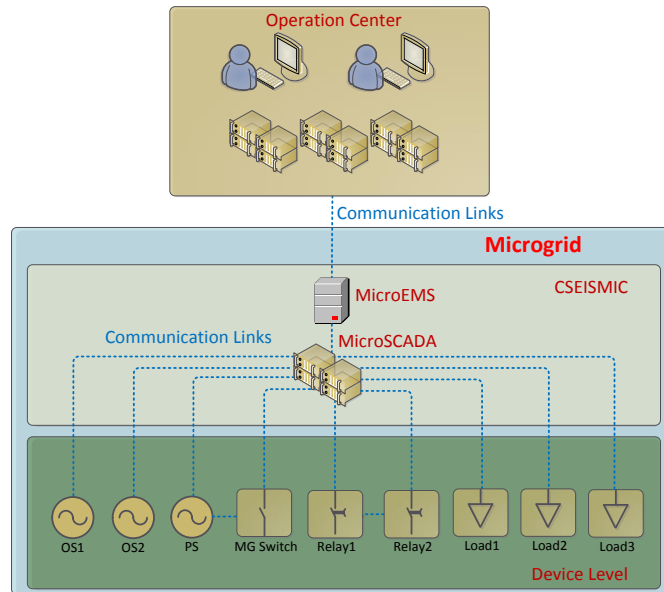 Operation Center
Communication Links
Microgrid
CSEISMIC
MicroEMS
Communication Links
MicroSCADA
OS1
OS2
PS
MG Switch
Relay1
Relay2
Load1
Load2
Load3
Device Level